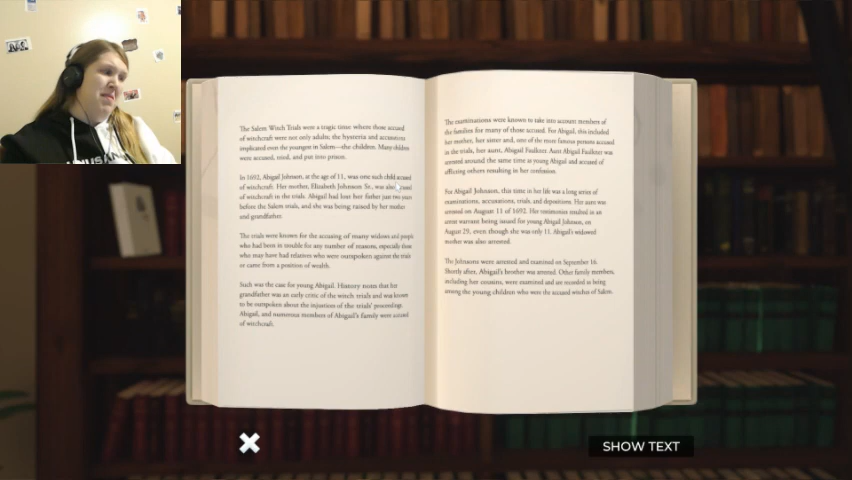 The Salem Witch Trials were a tragic time where those accused
of witchcraft were not only adults; the hysteria and accusations
implicated even the youngest in Salem—the children. Many children
were accused, tried, and put into prison.
In 1692, Abigail Johnson, at the age of 11, was one such child accused
of witchcraft. Her mother, Elizabeth Johnson Sr., was also
of witchcraft in the trials. Abigail had lost her father just two years
before the Salem trials, and she was being raised by her mother
and grandfather.
The trials were known for the accusing of many widows and people
who had been in trouble for any number of reasons, especially those
who may have had relatives who were outspoken against the trials
or came from a position of wealth.
Such was the case for young Abigail. History notes that her
grandfather was an early critic of the witch trials and was known
to be outspoken about the injustices of the trials' proceedings.
Abigail, and numerous members of Abigail's family were accused
of witchcraft.
The examinations were known to take into account members of
the families for many of those accused. For Abigail, this included
her mother, her sister and, one of the more famous persons accused
in the trials, her aunt, Abigail Faulkner. Aunt Abigail Faulkner was
arrested around the same time as young Abigail and accused of
afflicting others resulting in her confession.
For Abigail Johnson, this time in her life was a long series of
examinations, accusations, trials, and depositions. Her aunt was
arrested on August 11 of 1692. Her testimonies resulted in an
arrest warrant being issued for young Abigail Johnson, on
August 29, even though she was only 11. Abigail's widowed
mother was also arrested.
The Johnsons were arrested and examined on September 16.
Shortly after, Abigail's brother was arrested. Other family members,
including her cousins, were examined and are recorded as being
among the young children who were the accused witches of Salem.
SHOW TEXT